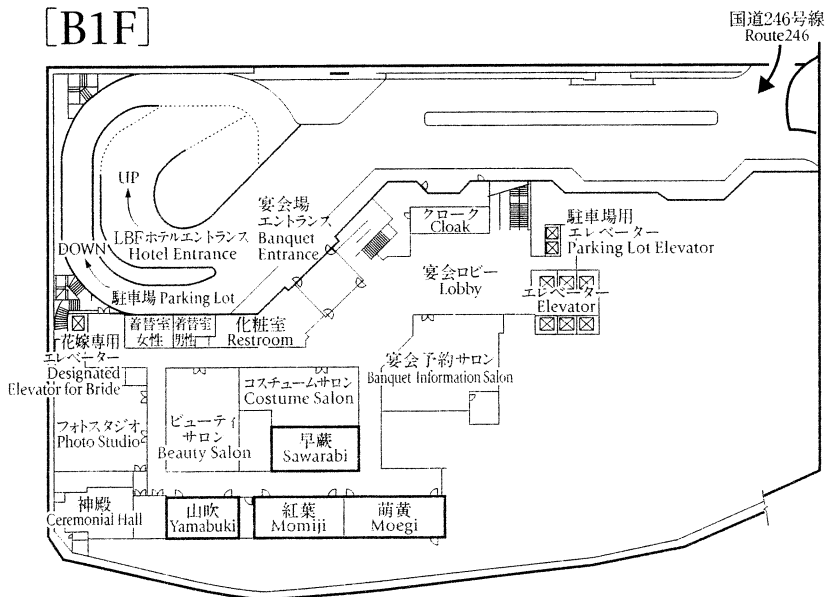 [B1F]
国道246号線
Route246
UP
DOWN
LBFホテルエントランス
Hotel Entrance
駐車場 Parking Lot
宴会場
エントランス
Banquet
Entrance
クローク
Cloak
駐車場用
エレベーター
Parking Lot Elevator
宴会ロビー
Lobby
エレベーター
Elevator
着替室
女性
着替室
男性
化粧室
Restroom
花嫁専用
エレベーター
Designated
Elevator for Bride
宴会予約サロン
Banquet Information Salon
コスチュームサロン
Costume Salon
フォトスタジオ
Photo Studio
ビューティ
サロン
Beauty Salon
早蕨
Sawarabi
神殿
Ceremonial Hall
山吹
Yamabuki
紅葉
Momiji
萌黄
Moegi